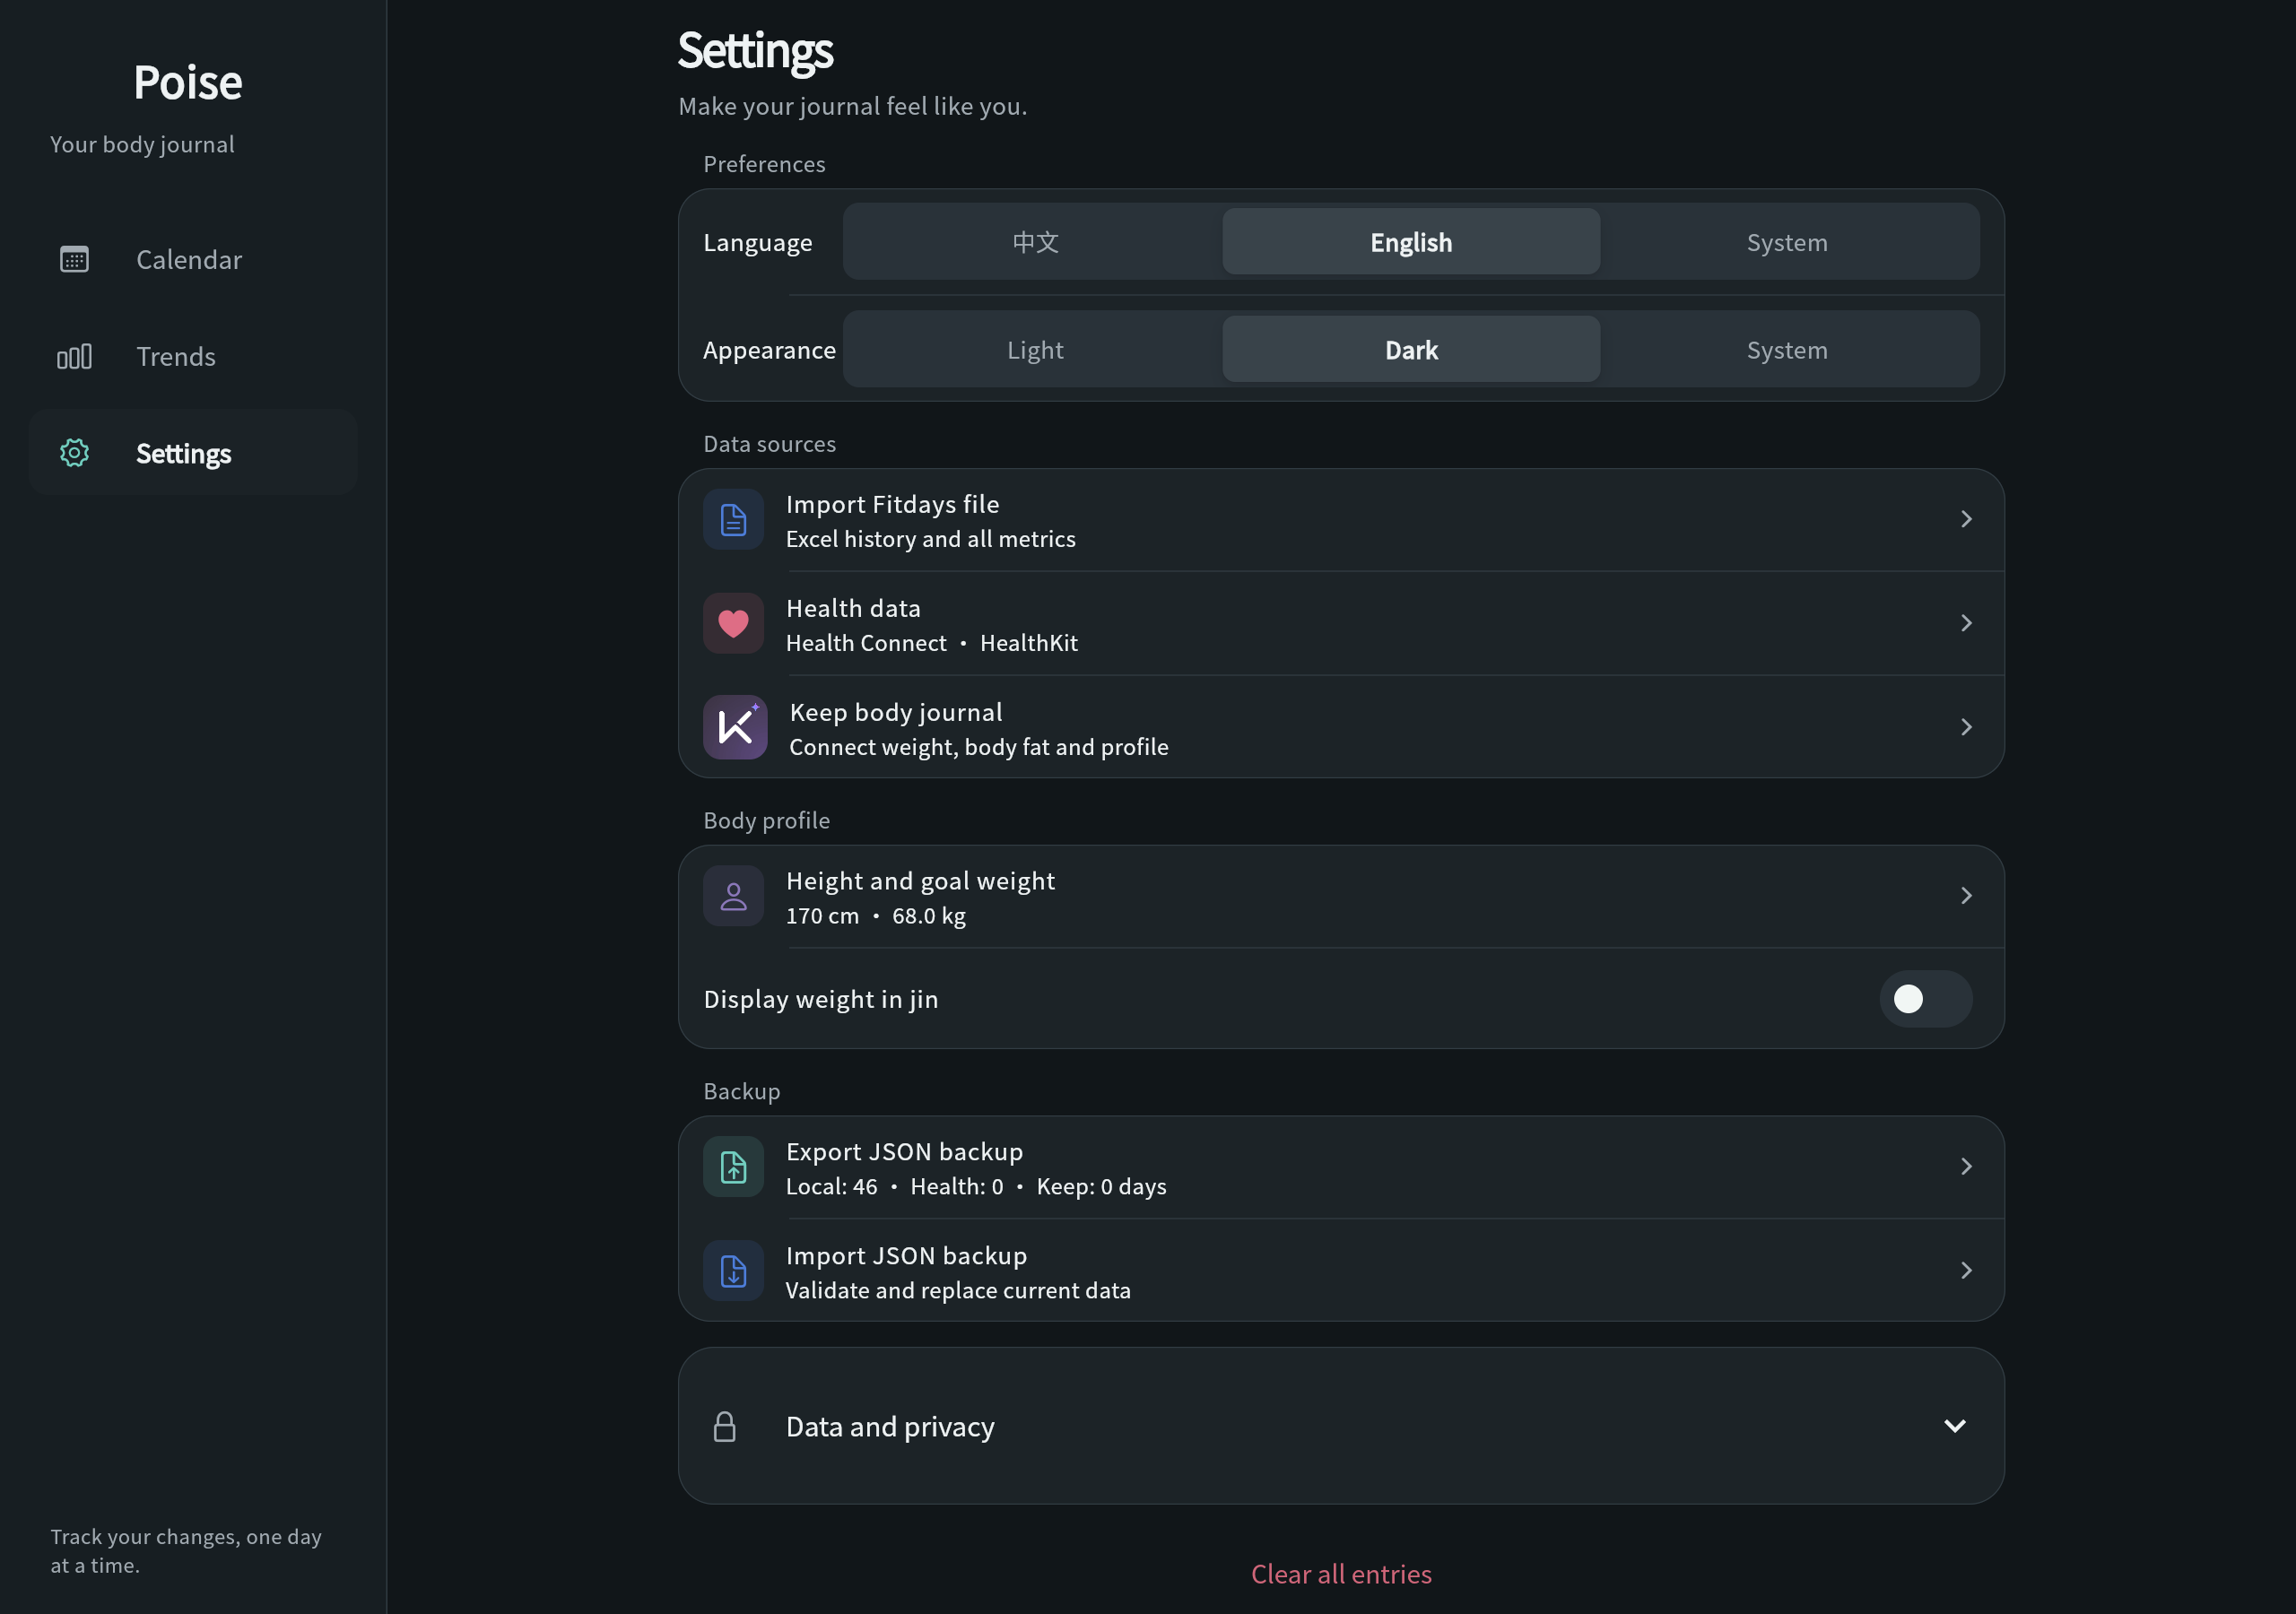 Poise
Your body journal
Calendar
Trends
Settings
Track your changes, one day
at a time.
Settings
Make your journal feel like you.
Preferences
Language 中文 English System
Appearance Light Dark System
Data sources
Import Fitdays file
Excel history and all metrics
Health data
Health Connect • HealthKit
Keep body journal
Connect weight, body fat and profile
Body profile
Height and goal weight
170 cm • 68.0 kg
Display weight in jin
Backup
Export JSON backup
Local: 46 • Health: 0 • Keep: 0 days
Import JSON backup
Validate and replace current data
Data and privacy
Clear all entries